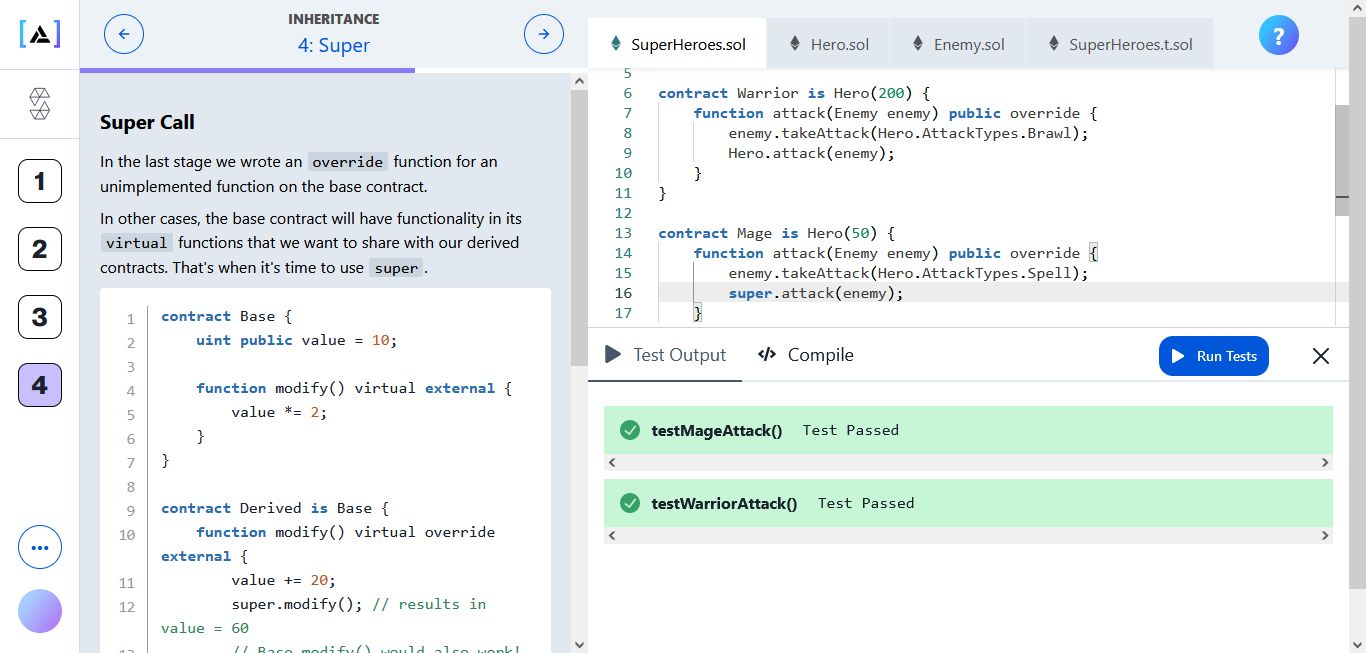 INHERITANCE
4: Super
1
2
3
4
Super Call
In the last stage we wrote an override function for an
unimplemented function on the base contract.
In other cases, the base contract will have functionality in its
virtual functions that we want to share with our derived
contracts. That's when it's time to use super .
1 contract Base {
2 uint public value = 10;
3
4 function modify() virtual external {
5 value *= 2;
6 }
7 }
8
9 contract Derived is Base {
10 function modify() virtual override
external {
11 value += 20;
12 super.modify(); // results in
value = 60
13 // Base.modify() would also work!
SuperHeroes.sol
Hero.sol
Enemy.sol
SuperHeroes.t.sol
?
5
6 contract Warrior is Hero(200) {
7 function attack(Enemy enemy) public override {
8 enemy.takeAttack(Hero.AttackTypes.Brawl);
9 Hero.attack(enemy);
10 }
11 }
12
13 contract Mage is Hero(50) {
14 function attack(Enemy enemy) public override {
15 enemy.takeAttack(Hero.AttackTypes.Spell);
16 super.attack(enemy);
17 }
Test Output
Compile
Run Tests
testMageAttack() Test Passed
testWarriorAttack() Test Passed